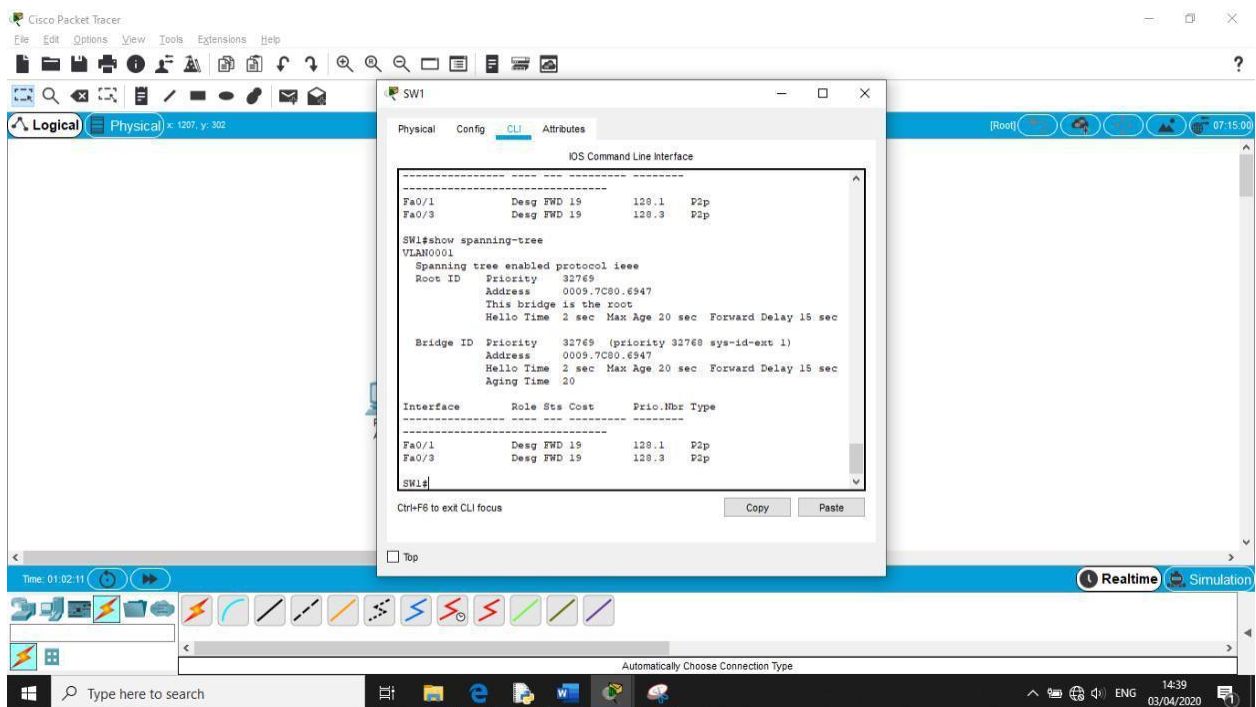 Cisco Packet Tracer
File Edit Options View Tools Extensions Help
?
SW1
Logical Physical x: 1207, y: 302
[Root] 07:15:00
Physical Config CLI Attributes
IOS Command Line Interface
---------------- ---- --- --------- --------
--------------------------------
Fa0/1 Desg FWD 19 128.1 P2p
Fa0/3 Desg FWD 19 128.3 P2p
SW1#show spanning-tree
VLAN0001
Spanning tree enabled protocol ieee
Root ID Priority 32769
Address 0009.7C80.6947
This bridge is the root
Hello Time 2 sec Max Age 20 sec Forward Delay 15 sec
Bridge ID Priority 32769 (priority 32768 sys-id-ext 1)
Address 0009.7C80.6947
Hello Time 2 sec Max Age 20 sec Forward Delay 15 sec
Aging Time 20
Interface Role Sts Cost Prio.Nbr Type
---------------- ---- --- --------- --------
--------------------------------
Fa0/1 Desg FWD 19 128.1 P2p
Fa0/3 Desg FWD 19 128.3 P2p
SW1#
Ctrl+F6 to exit CLI focus
Copy Paste
Top
Time: 01:02:11
Realtime Simulation
Automatically Choose Connection Type
Type here to search
ENG
14:39
03/04/2020